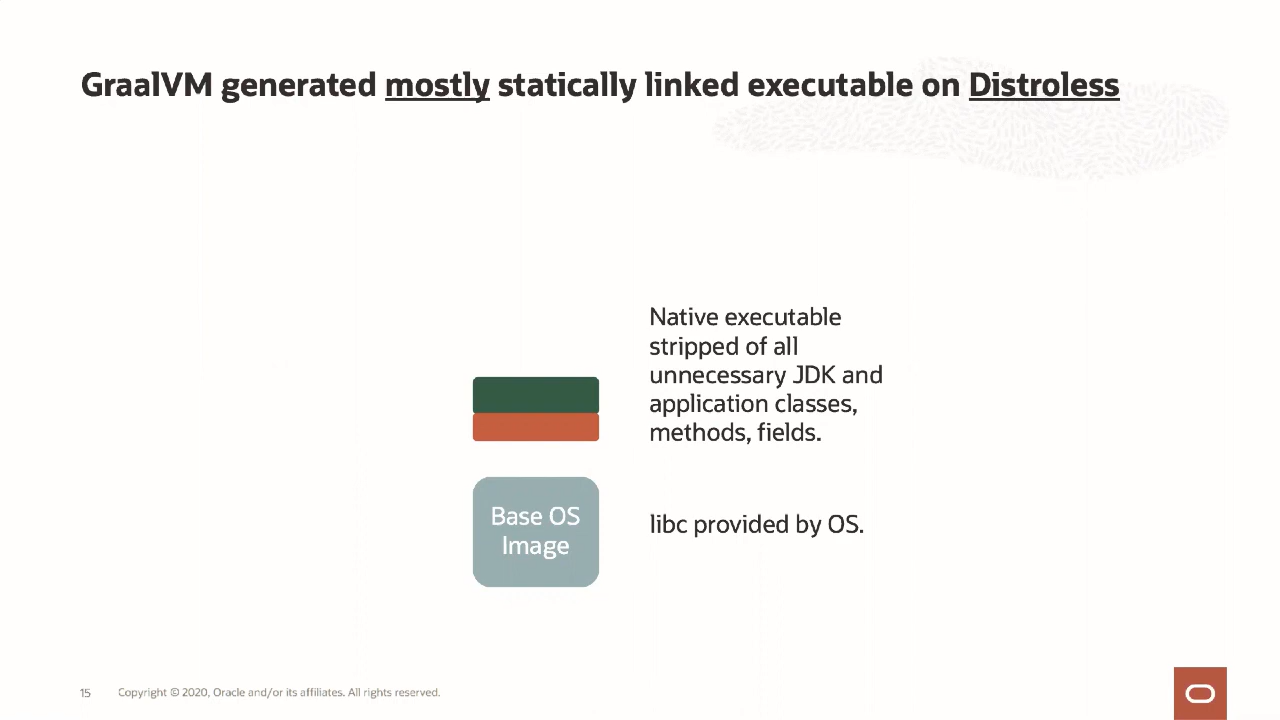 GraalVM generated mostly statically linked executable on Distroless
Native executable
stripped of all
unnecessary JDK and
application classes,
methods, fields.
Base OS
Image
libc provided by OS.
15
Copyright © 2020, Oracle and/or its affiliates. All rights reserved.